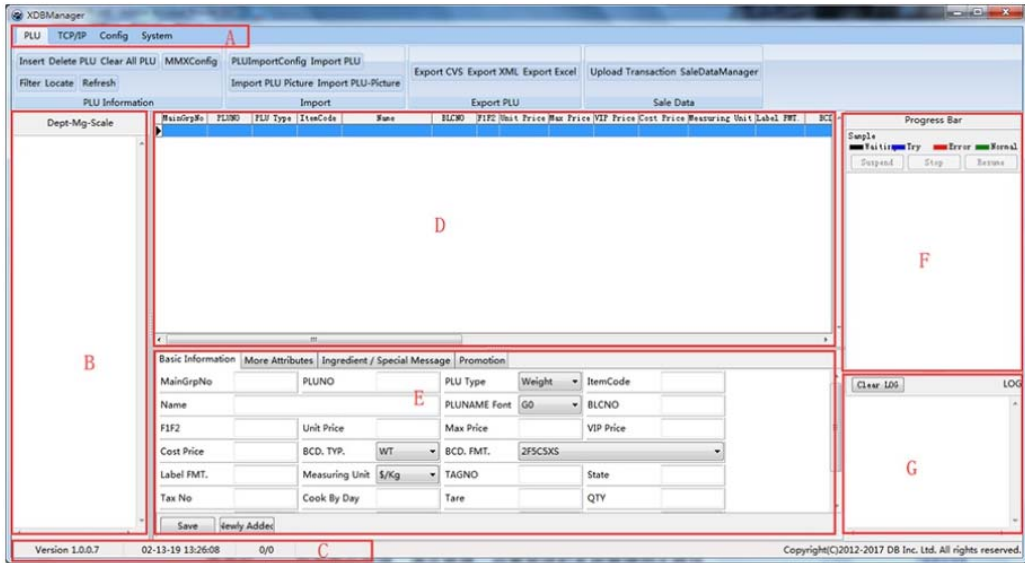 XDBManager
PLU TCP/IP Config System A
Insert Delete PLU Clear All PLU MMXConfig PLUImportConfig Import PLU
Export CVS Export XML Export Excel Upload Transaction SaleDataManager
Filter Locate Refresh Import PLU Picture Import PLU-Picture
PLU Information Import Export PLU Sale Data
Dept-Mg-Scale MainGrpNo PLUNO PLU Type ItemCode Name BLCNO F1F2 Unit Price Max Price VIP Price Cost Price Measuring Unit Label FMT. BCD Progress Bar
Sample
Waiting Try Error Normal
Suspend Stop Resume
D
F
B
Basic Information More Attributes Ingredient / Special Message Promotion
MainGrpNo PLUNO PLU Type Weight ItemCode Clear LOG LOG
Name E PLUNAME Font G0 BLCNO
F1F2 Unit Price Max Price VIP Price
Cost Price BCD. TYP. WT BCD. FMT. 2F5C5XS
G
Label FMT. Measuring Unit $/Kg TAGNO State
Tax No Cook By Day Tare QTY
Save Newly Added
Version 1.0.0.7 02-13-19 13:26:08 0/0 C Copyright(C)2012-2017 DB Inc. Ltd. All rights reserved.